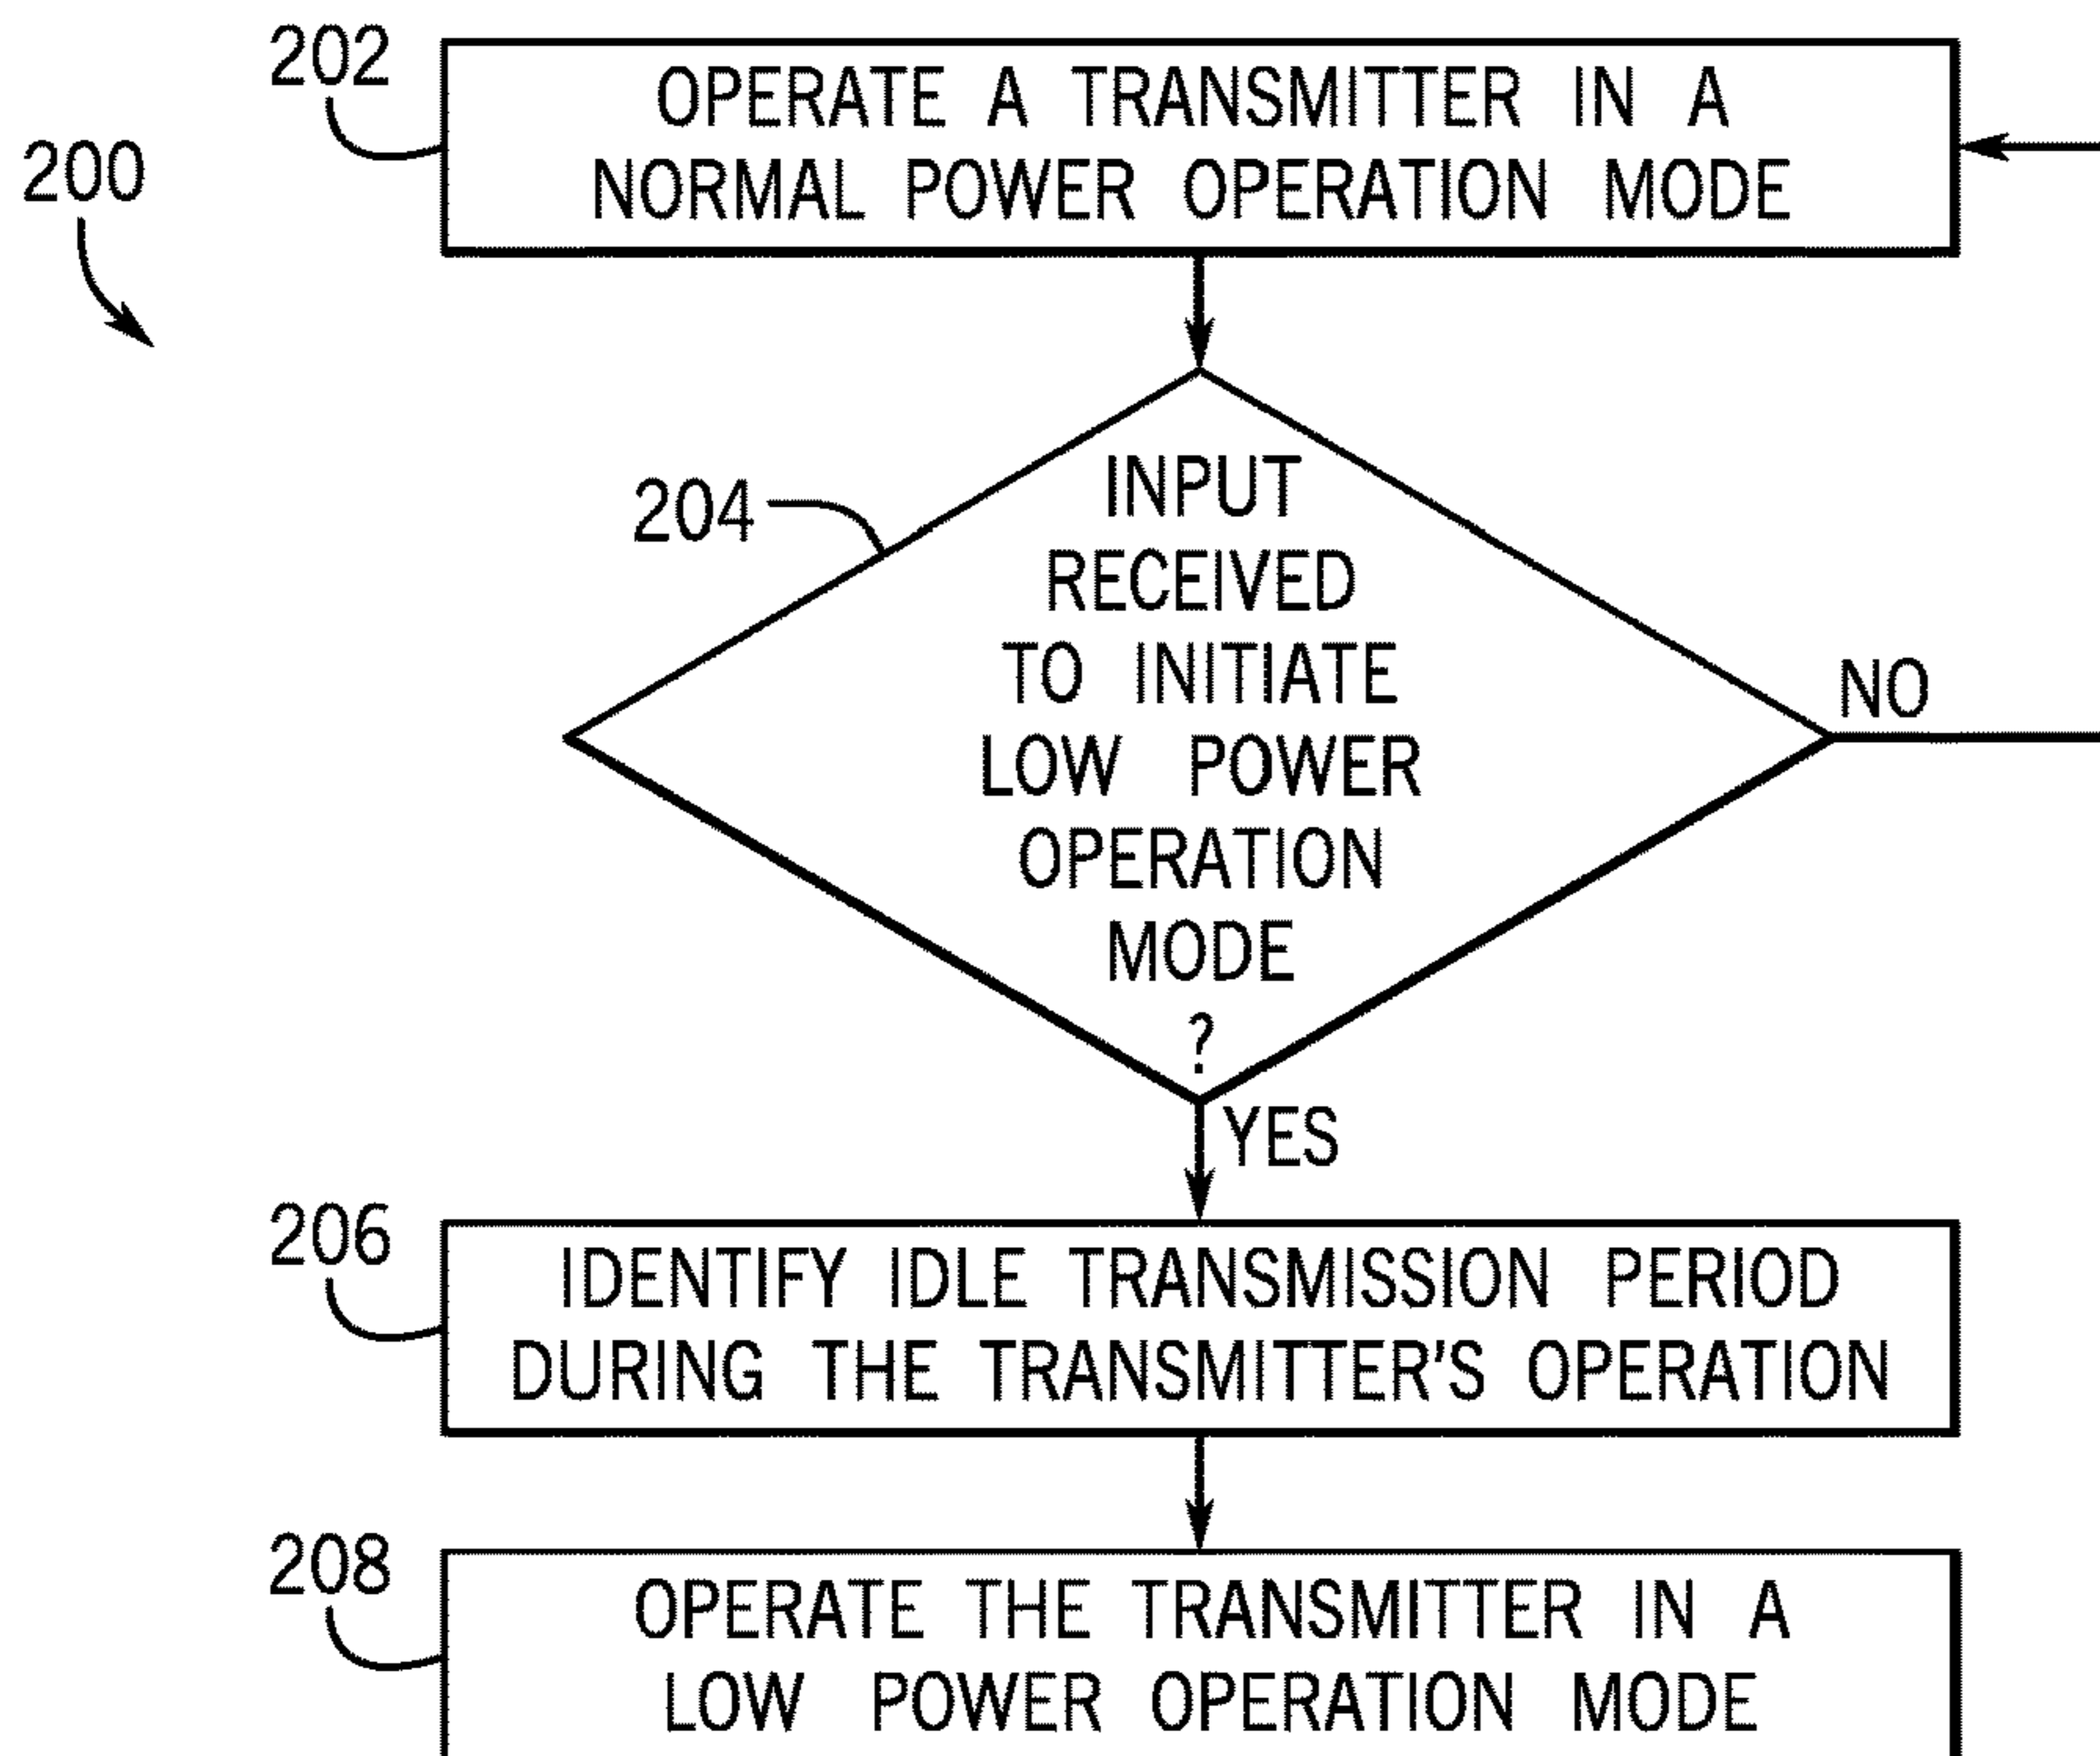 202
OPERATE A TRANSMITTER IN A
NORMAL POWER OPERATION MODE
200
204
INPUT
RECEIVED
TO INITIATE
LOW POWER
OPERATION
MODE
?
NO
YES
206
IDENTIFY IDLE TRANSMISSION PERIOD
DURING THE TRANSMITTER'S OPERATION
208
OPERATE THE TRANSMITTER IN A
LOW POWER OPERATION MODE